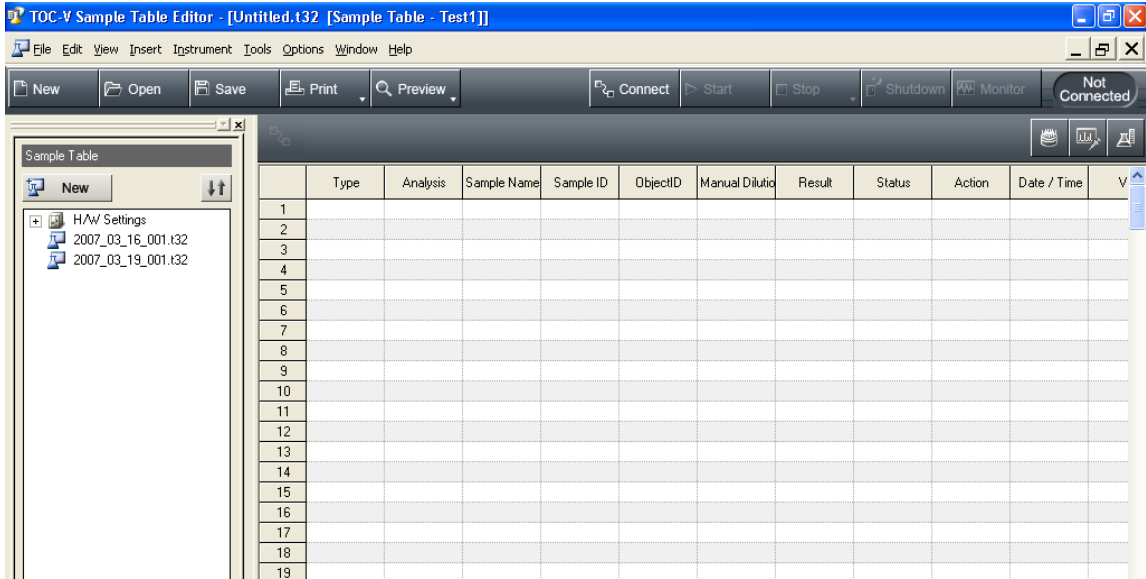 TOC-V Sample Table Editor - [Untitled.t32 [Sample Table - Test1]]
File Edit View Insert Instrument Tools Options Window Help
New Open Save Print Preview Connect Start Stop Shutdown Monitor Not Connected
Sample Table
New
H/W Settings
2007_03_16_001.t32
2007_03_19_001.t32
Type Analysis Sample Name Sample ID ObjectID Manual Dilutio Result Status Action Date / Time V
1
2
3
4
5
6
7
8
9
10
11
12
13
14
15
16
17
18
19